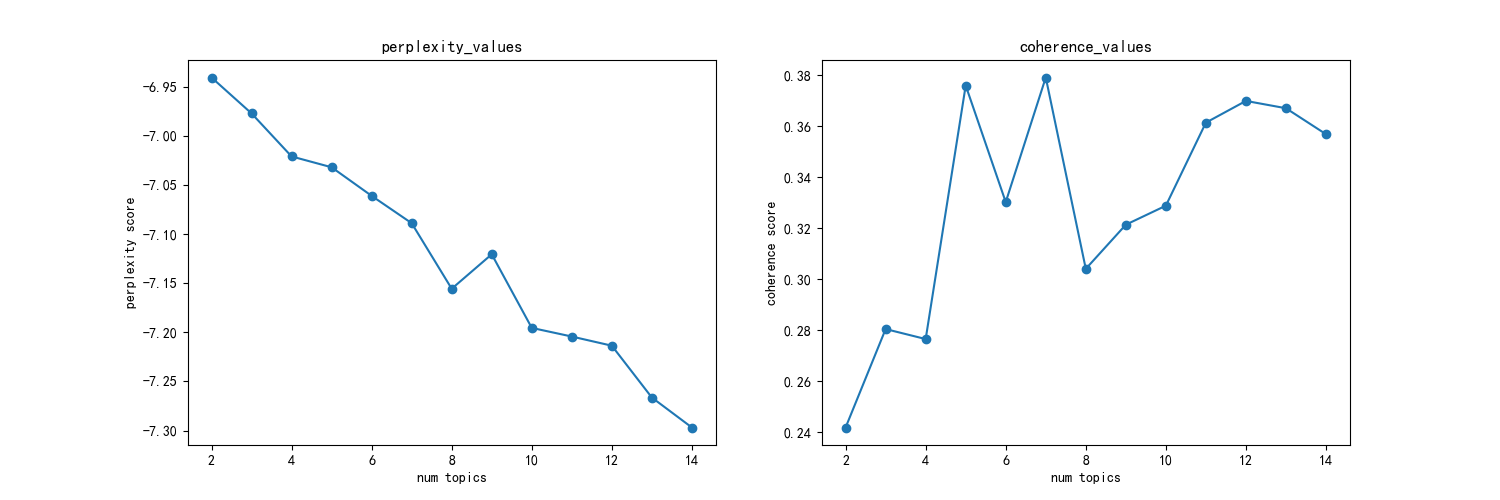 perplexity_values
perplexity score
-6.95
-7.00
-7.05
-7.10
-7.15
-7.20
-7.25
-7.30
2 4 6 8 10 12 14
num topics
coherence_values
coherence score
0.38
0.36
0.34
0.32
0.30
0.28
0.26
0.24
2 4 6 8 10 12 14
num topics